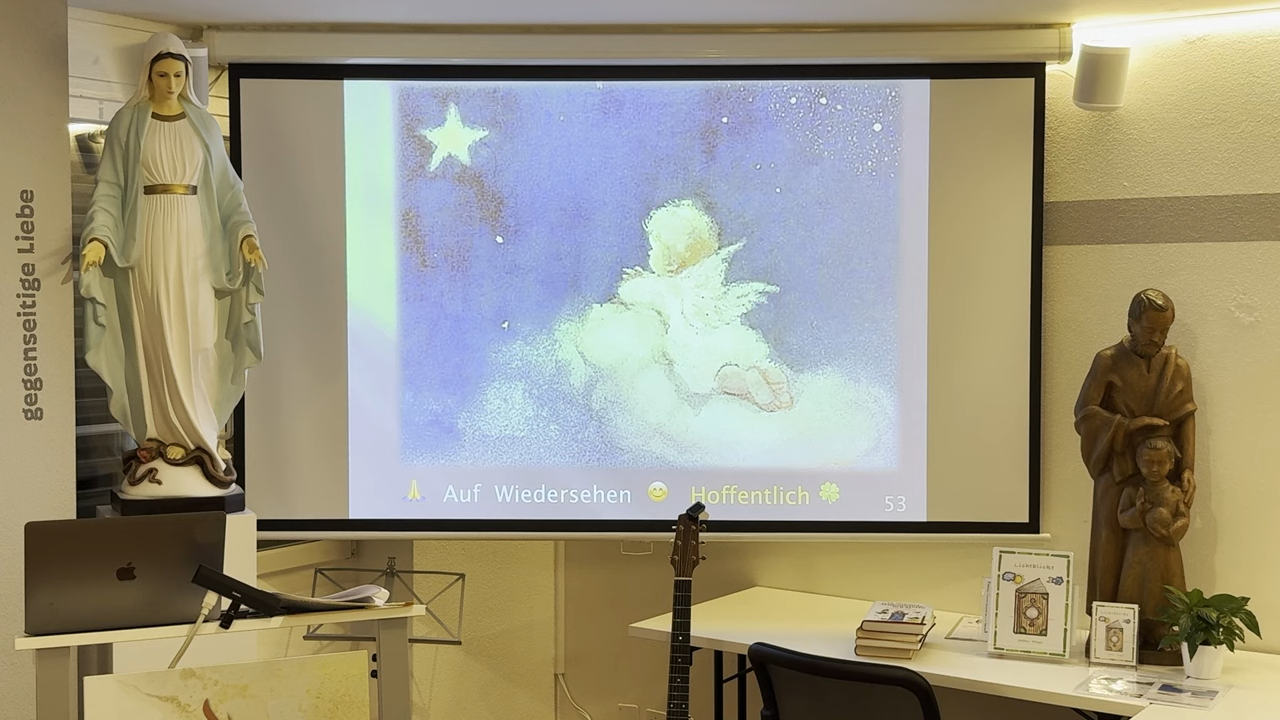 gegenseitige Liebe
🙏 Auf Wiedersehen 😊 Hoffentlich 🍀
53